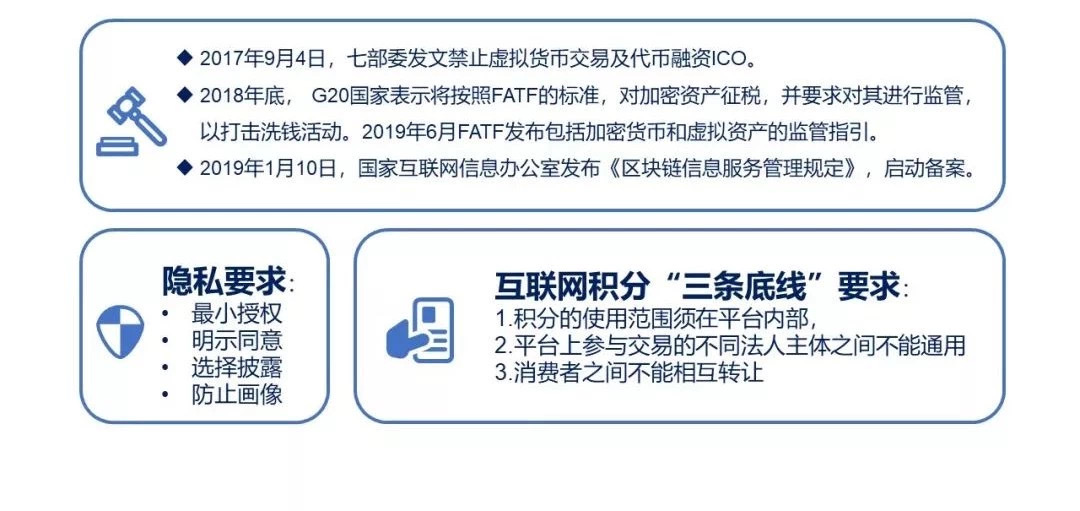 ◆ 2017年9月4日，七部委发文禁止虚拟货币交易及代币融资ICO。
◆ 2018年底， G20国家表示将按照FATF的标准，对加密资产征税，并要求对其进行监管，
以打击洗钱活动。2019年6月FATF发布包括加密货币和虚拟资产的监管指引。
◆ 2019年1月10日，国家互联网信息办公室发布《区块链信息服务管理规定》，启动备案。
隐私要求：
• 最小授权
• 明示同意
• 选择披露
• 防止画像
互联网积分“三条底线”要求：
1.积分的使用范围须在平台内部，
2.平台上参与交易的不同法人主体之间不能通用
3.消费者之间不能相互转让